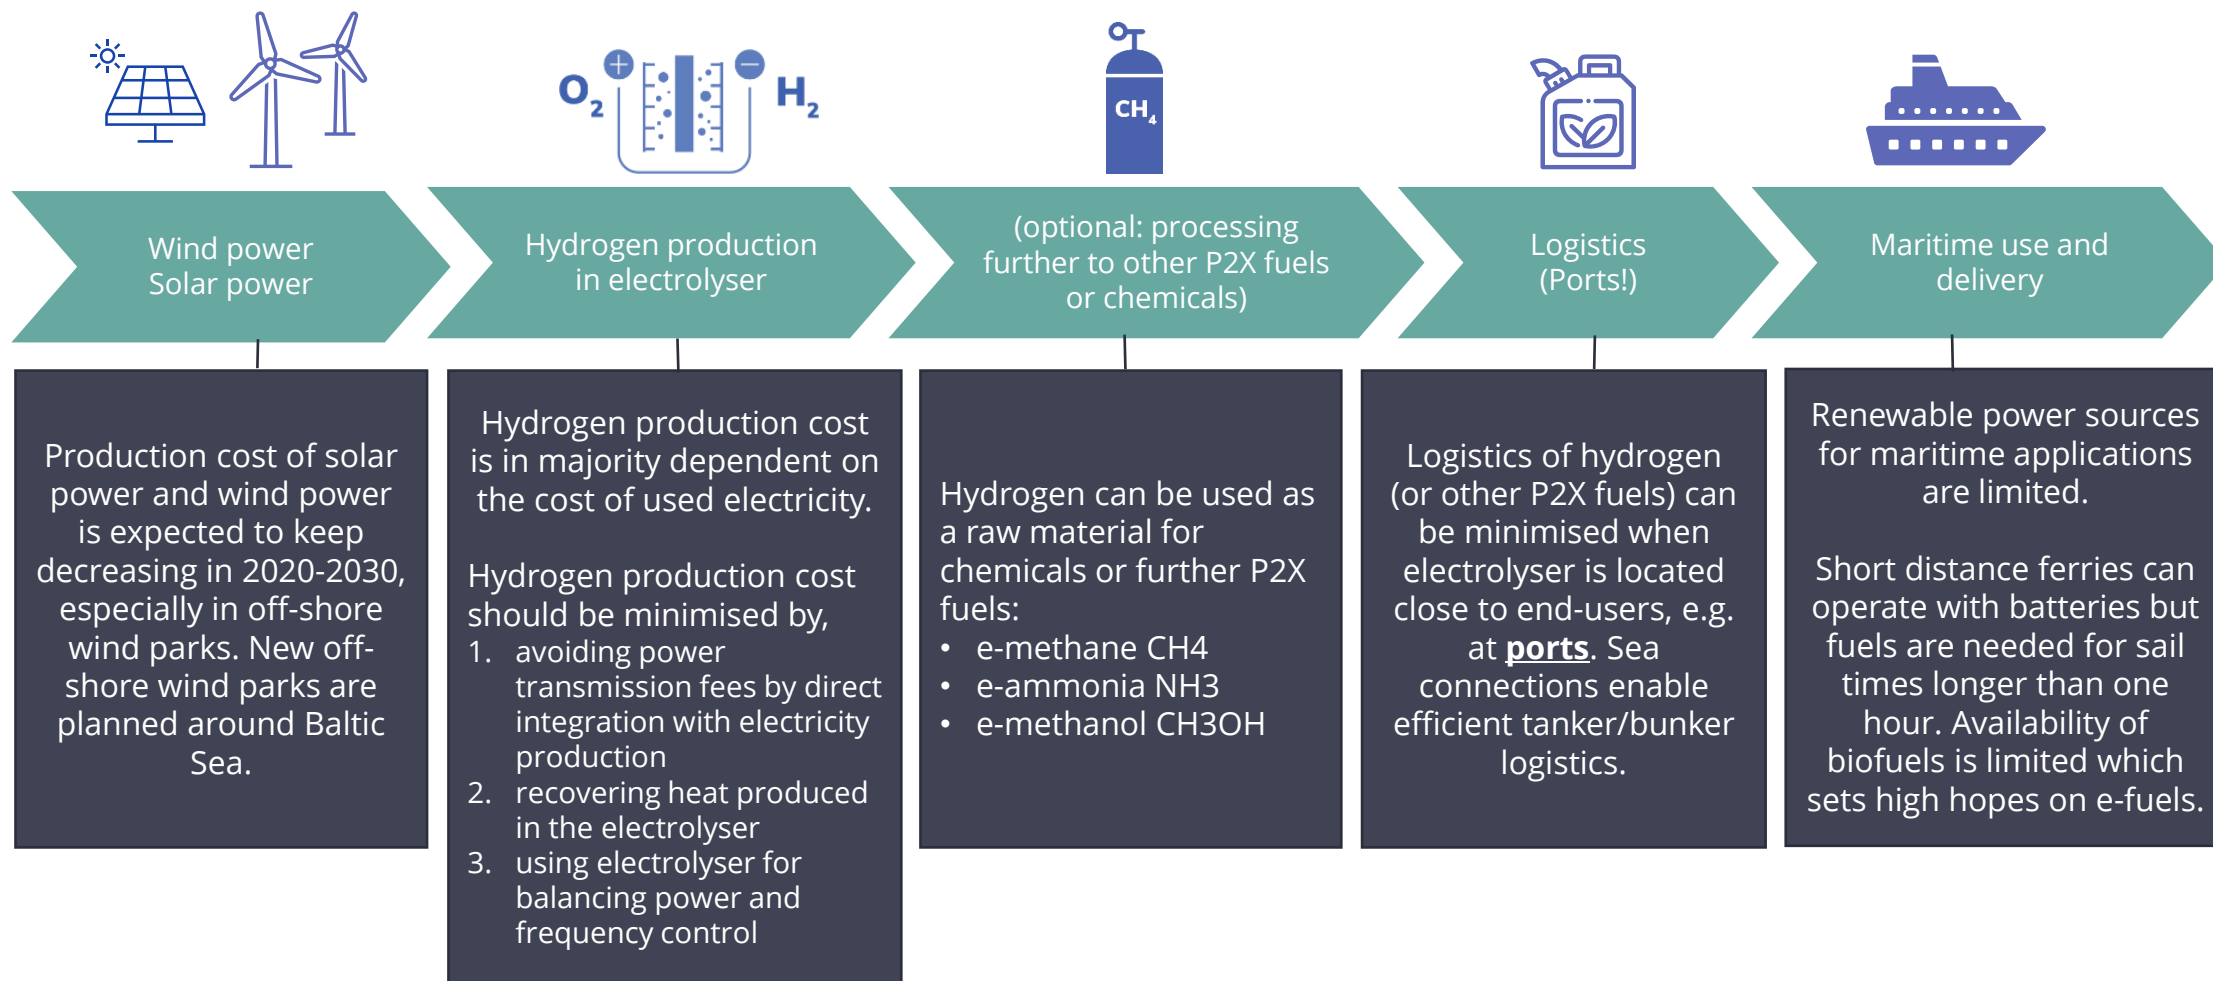 O2
+
−
H2
CH4
Wind power
Solar power
Hydrogen production
in electrolyser
(optional: processing
further to other P2X fuels
or chemicals)
Logistics
(Ports!)
Maritime use and
delivery
Production cost of solar
power and wind power
is expected to keep
decreasing in 2020-2030,
especially in off-shore
wind parks. New off-
shore wind parks are
planned around Baltic
Sea.
Hydrogen production cost
is in majority dependent on
the cost of used electricity.
Hydrogen production cost
should be minimised by,
1. avoiding power
transmission fees by direct
integration with electricity
production
2. recovering heat produced
in the electrolyser
3. using electrolyser for
balancing power and
frequency control
Hydrogen can be used as
a raw material for
chemicals or further P2X
fuels:
• e-methane CH4
• e-ammonia NH3
• e-methanol CH3OH
Logistics of hydrogen
(or other P2X fuels) can
be minimised when
electrolyser is located
close to end-users, e.g.
at ports. Sea
connections enable
efficient tanker/bunker
logistics.
Renewable power sources
for maritime applications
are limited.
Short distance ferries can
operate with batteries but
fuels are needed for sail
times longer than one
hour. Availability of
biofuels is limited which
sets high hopes on e-fuels.